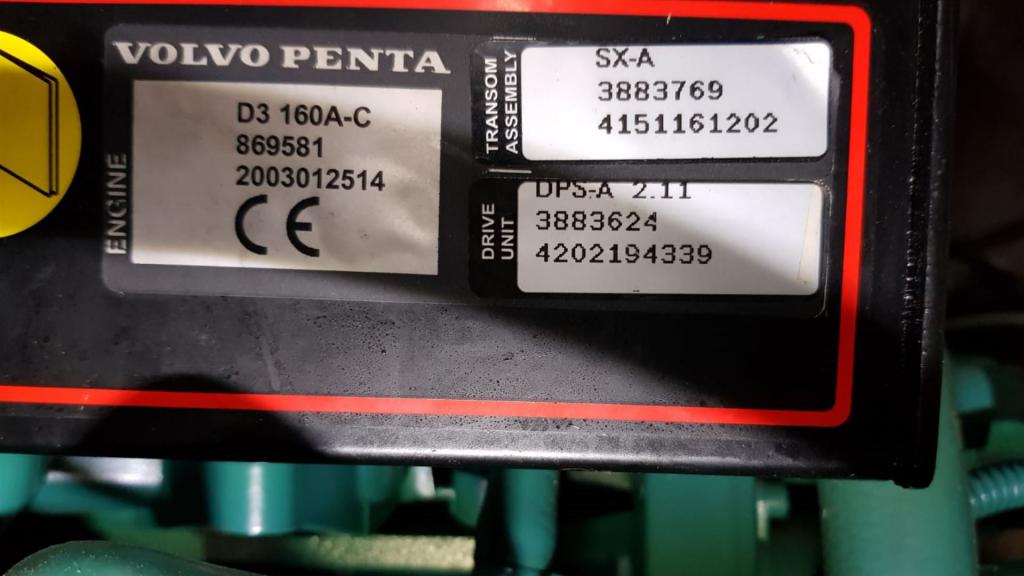 VOLVO PENTA
ENGINE
D3 160A-C
869581
2003012514
CE
TRANSOM
ASSEMBLY
SX-A
3883769
4151161202
DRIVE
UNIT
DPS-A 2.11
3883624
4202194339